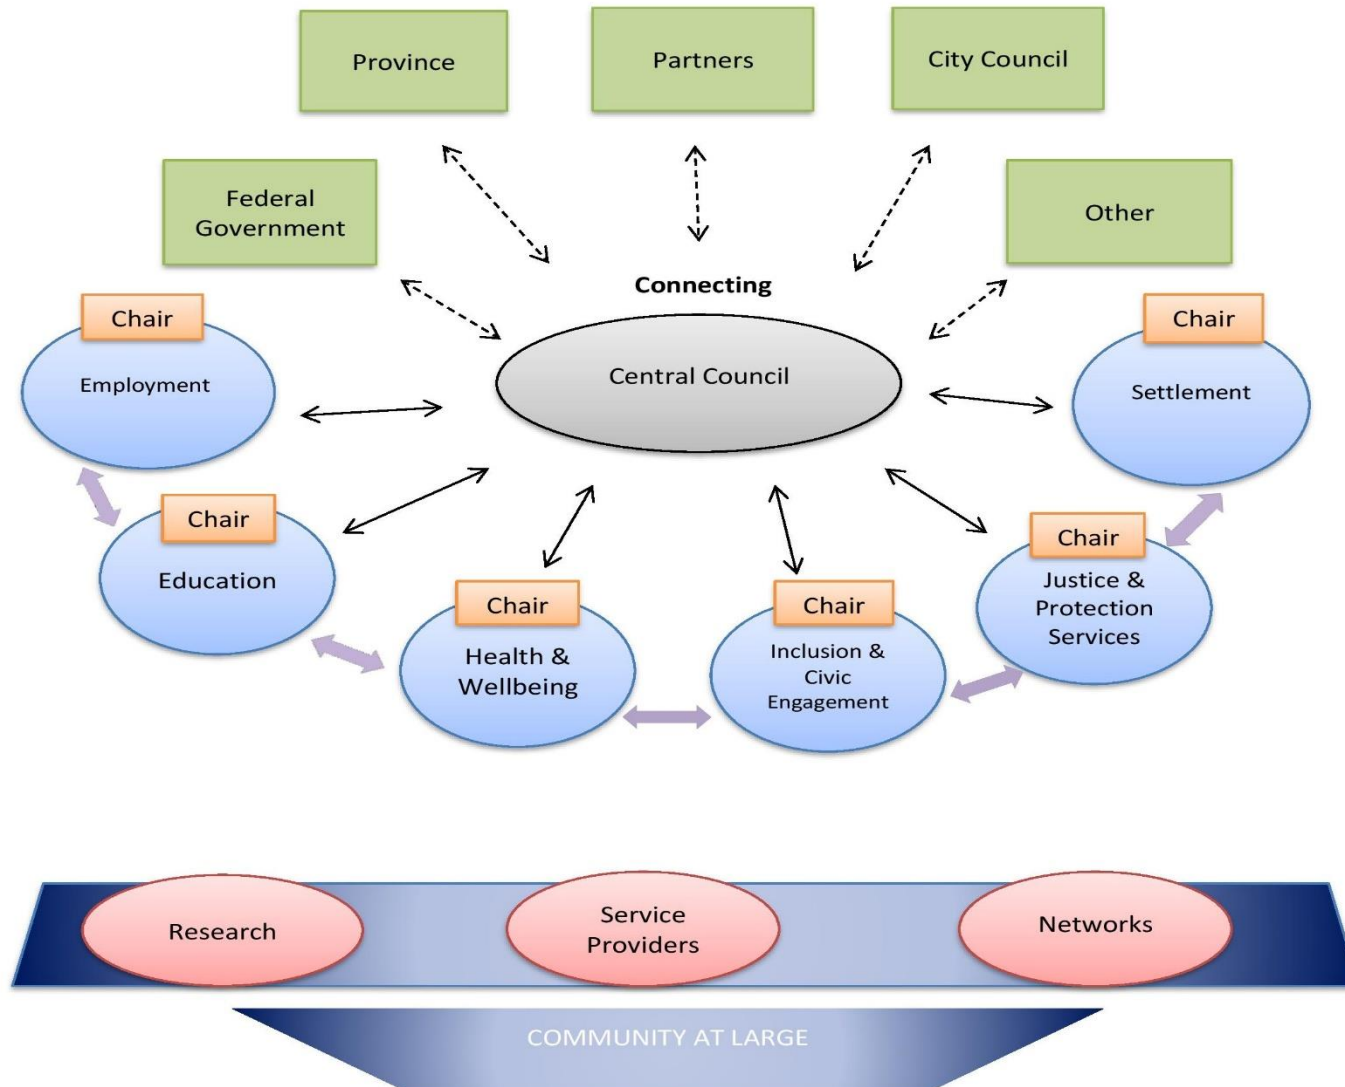 Province
Partners
City Council
Federal
Government
Other
Connecting
Central Council
Chair
Employment
Chair
Settlement
Chair
Education
Chair
Health &
Wellbeing
Chair
Inclusion &
Civic
Engagement
Chair
Justice &
Protection
Services
Research
Service
Providers
Networks
COMMUNITY AT LARGE